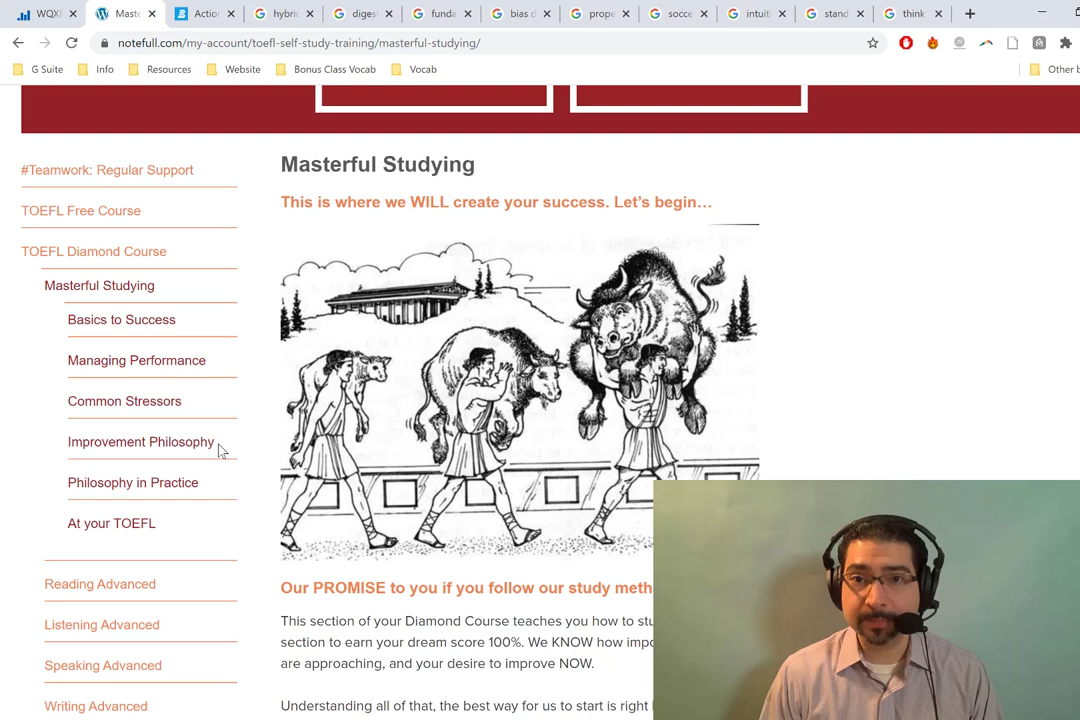 WQXI
Maste
Action
hybric
digest
funda
bias d
prope
socce
intuiti
stand
think
notefull.com/my-account/toefl-self-study-training/masterful-studying/
G Suite
Info
Resources
Website
Bonus Class Vocab
Vocab
Other b
#Teamwork: Regular Support
TOEFL Free Course
TOEFL Diamond Course
Masterful Studying
Basics to Success
Managing Performance
Common Stressors
Improvement Philosophy
Philosophy in Practice
At your TOEFL
Reading Advanced
Listening Advanced
Speaking Advanced
Writing Advanced
Masterful Studying
This is where we WILL create your success. Let's begin…
Our PROMISE to you if you follow our study meth
This section of your Diamond Course teaches you how to stu
section to earn your dream score 100%. We KNOW how impo
are approaching, and your desire to improve NOW.
Understanding all of that, the best way for us to start is right